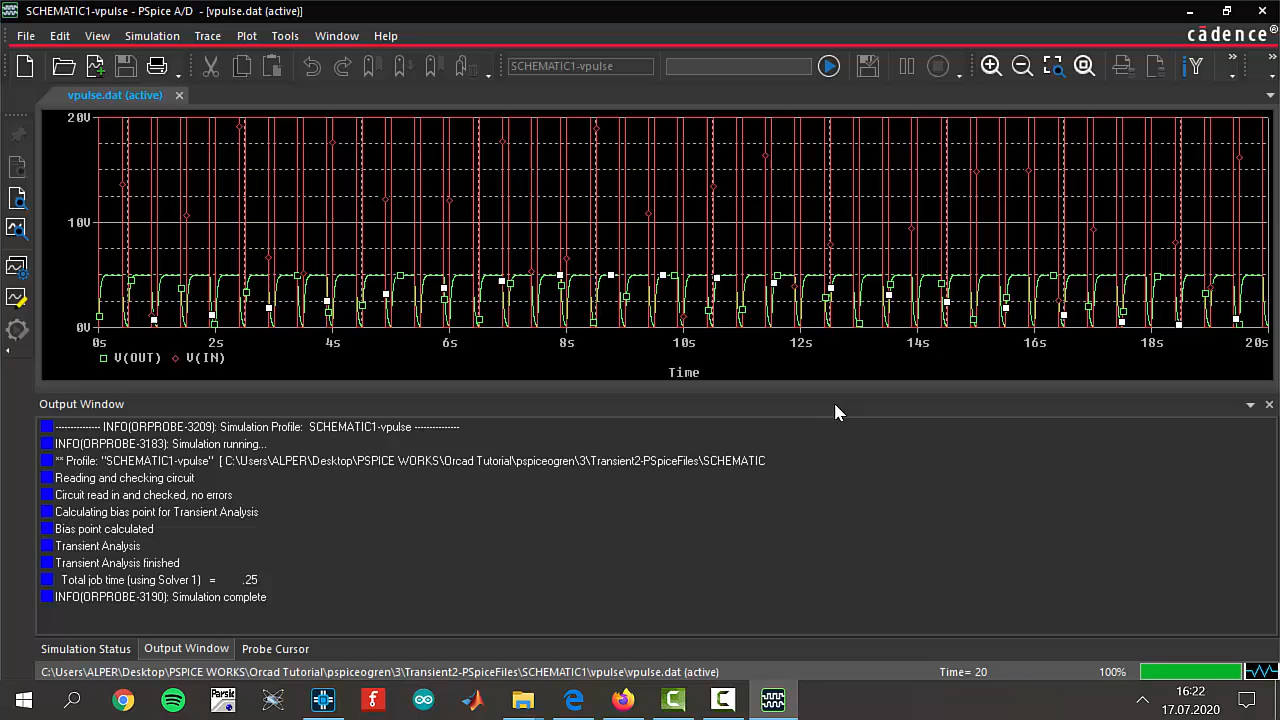 SCHEMATIC1-vpulse - PSpice A/D - [vpulse.dat (active)]
File Edit View Simulation Trace Plot Tools Window Help
cādence®
SCHEMATIC1-vpulse
vpulse.dat (active)
20V
10V
0V
0s 2s 4s 6s 8s 10s 12s 14s 16s 18s 20s
V(OUT) V(IN)
Time
Output Window
-------------- INFO(ORPROBE-3209): Simulation Profile: SCHEMATIC1-vpulse --------------
INFO(ORPROBE-3183): Simulation running...
** Profile: "SCHEMATIC1-vpulse" [ C:\Users\ALPER\Desktop\PSPICE WORKS\Orcad Tutorial\pspiceogren\3\Transient2-PSpiceFiles\SCHEMATIC
Reading and checking circuit
Circuit read in and checked, no errors
Calculating bias point for Transient Analysis
Bias point calculated
Transient Analysis
Transient Analysis finished
Total job time (using Solver 1) = .25
INFO(ORPROBE-3190): Simulation complete
Simulation Status Output Window Probe Cursor
C:\Users\ALPER\Desktop\PSPICE WORKS\Orcad Tutorial\pspiceogren\3\Transient2-PSpiceFiles\SCHEMATIC1\vpulse\vpulse.dat (active) Time= 20 100%
Parsic
16:22
17.07.2020